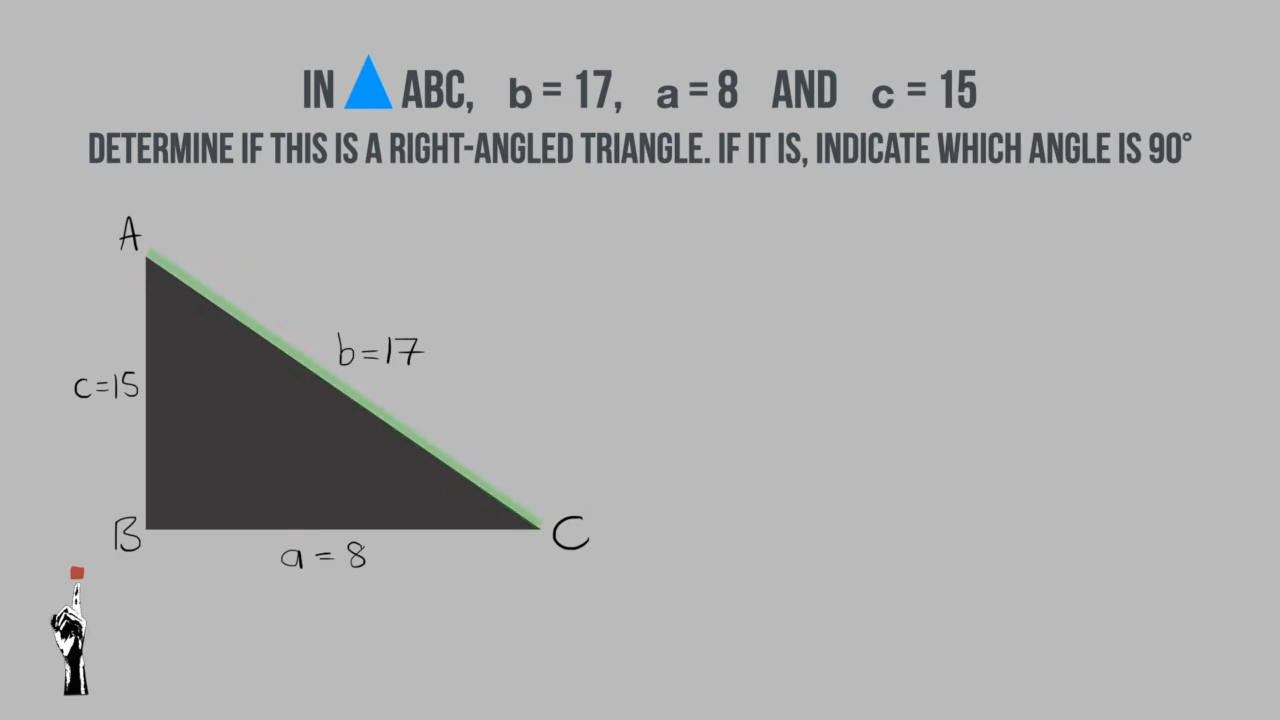 IN ABC, b = 17, a = 8 AND c = 15
DETERMINE IF THIS IS A RIGHT-ANGLED TRIANGLE. IF IT IS, INDICATE WHICH ANGLE IS 90°
A
b=17
c=15
B
C
a = 8